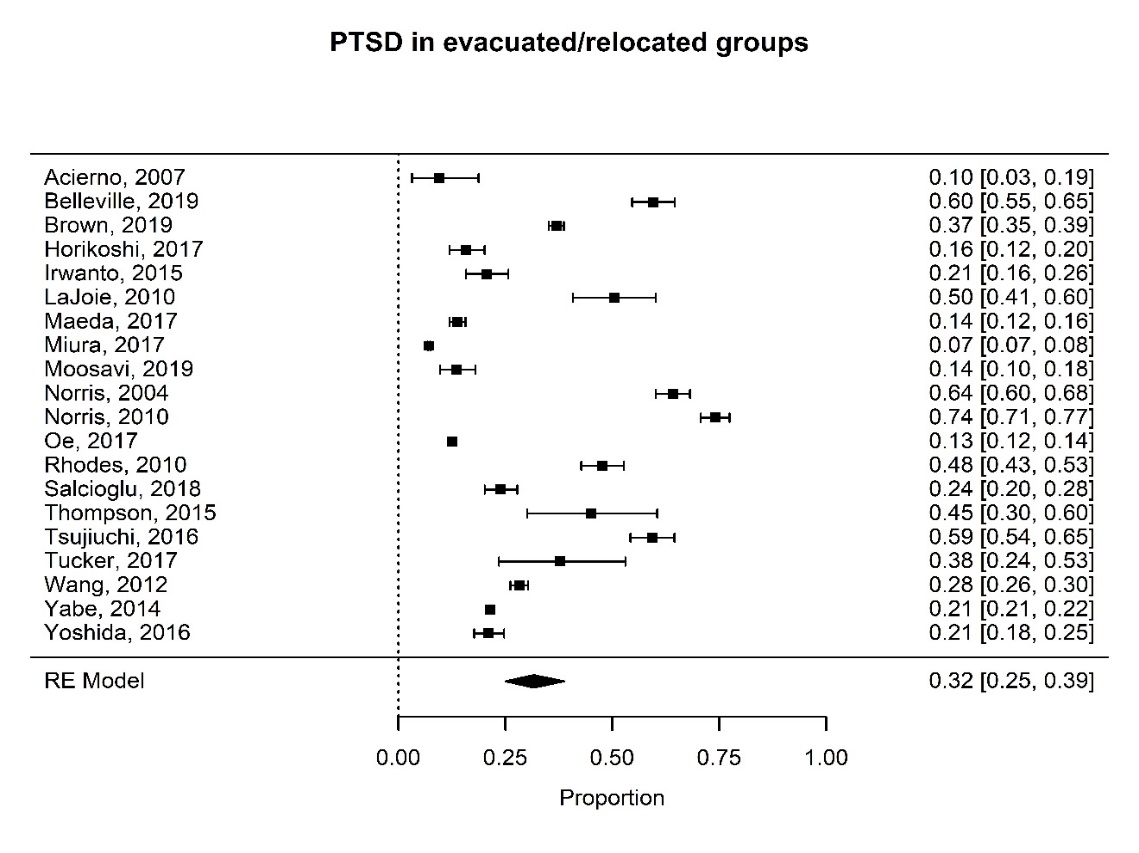 PTSD in evacuated/relocated groups
Acierno, 2007 0.10 [0.03, 0.19]
Belleville, 2019 0.60 [0.55, 0.65]
Brown, 2019 0.37 [0.35, 0.39]
Horikoshi, 2017 0.16 [0.12, 0.20]
Irwanto, 2015 0.21 [0.16, 0.26]
LaJoie, 2010 0.50 [0.41, 0.60]
Maeda, 2017 0.14 [0.12, 0.16]
Miura, 2017 0.07 [0.07, 0.08]
Moosavi, 2019 0.14 [0.10, 0.18]
Norris, 2004 0.64 [0.60, 0.68]
Norris, 2010 0.74 [0.71, 0.77]
Oe, 2017 0.13 [0.12, 0.14]
Rhodes, 2010 0.48 [0.43, 0.53]
Salcioglu, 2018 0.24 [0.20, 0.28]
Thompson, 2015 0.45 [0.30, 0.60]
Tsujiuchi, 2016 0.59 [0.54, 0.65]
Tucker, 2017 0.38 [0.24, 0.53]
Wang, 2012 0.28 [0.26, 0.30]
Yabe, 2014 0.21 [0.21, 0.22]
Yoshida, 2016 0.21 [0.18, 0.25]
RE Model 0.32 [0.25, 0.39]
0.00 0.25 0.50 0.75 1.00
Proportion